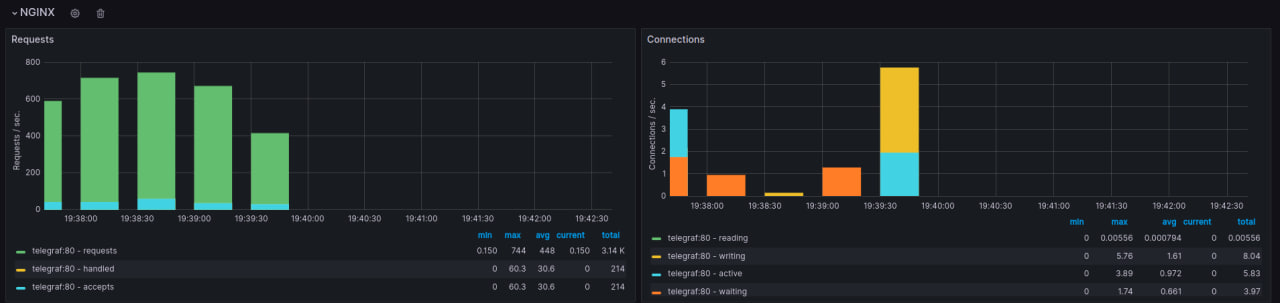 NGINX
Requests
Requests / sec.
800
600
400
200
0
19:38:00 19:38:30 19:39:00 19:39:30 19:40:00 19:40:30 19:41:00 19:41:30 19:42:00 19:42:30
min max avg current total
telegraf:80 - requests 0.150 744 448 0.150 3.14 K
telegraf:80 - handled 0 60.3 30.6 0 214
telegraf:80 - accepts 0 60.3 30.6 0 214
Connections
Connections / sec.
6
5
4
3
2
1
0
19:38:00 19:38:30 19:39:00 19:39:30 19:40:00 19:40:30 19:41:00 19:41:30 19:42:00 19:42:30
min max avg current total
telegraf:80 - reading 0 0.00556 0.000794 0 0.00556
telegraf:80 - writing 0 5.76 1.61 0 8.04
telegraf:80 - active 0 3.89 0.972 0 5.83
telegraf:80 - waiting 0 1.74 0.661 0 3.97